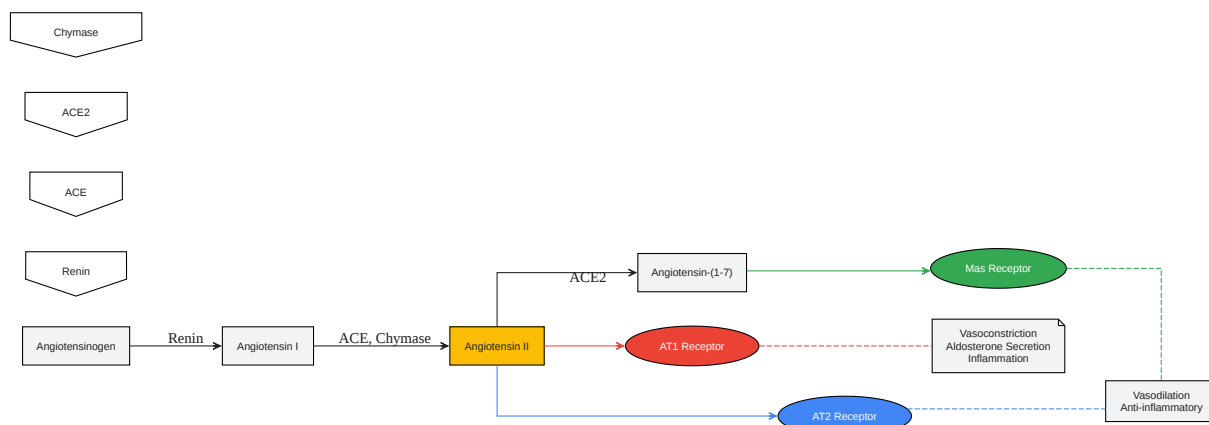 Chymase
ACE2
ACE
Renin
ACE2
Angiotensin-(1-7)
Mas Receptor
Angiotensinogen
Renin
Angiotensin I
ACE, Chymase
Angiotensin II
AT1 Receptor
Vasoconstriction
Aldosterone Secretion
Inflammation
Vasodilation
Anti-inflammatory
AT2 Receptor